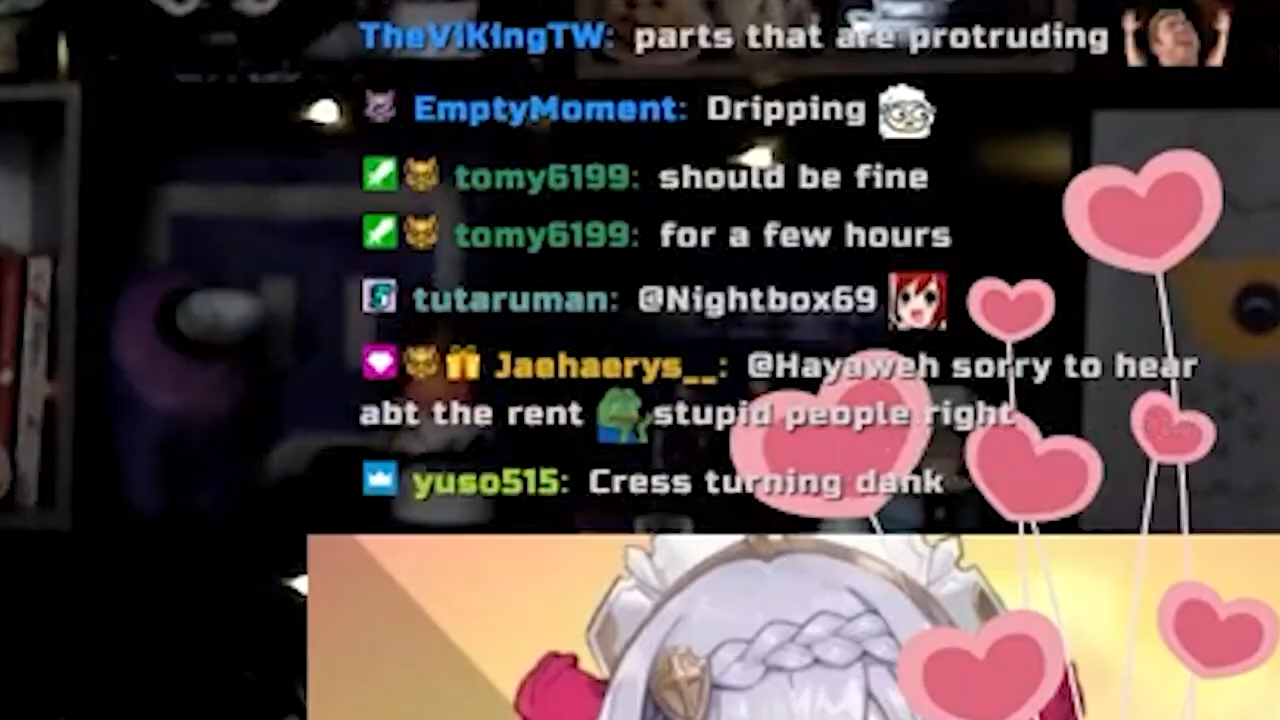 TheVIKIngTW: parts that are protruding
EmptyMoment: Dripping
tomy6199: should be fine
tomy6199: for a few hours
tutaruman: @Nightbox69
Jaehaerys__: @Hayaweh sorry to hear
abt the rent stupid people right
yuso515: Cress turning dank